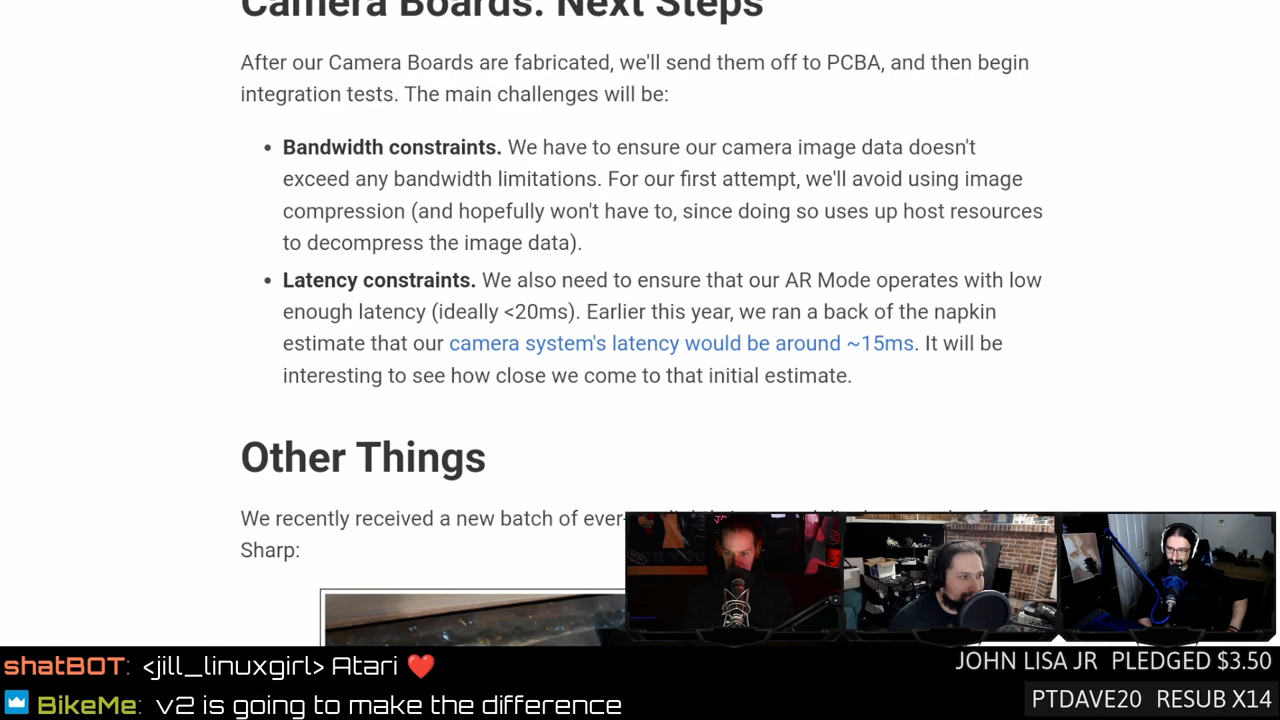 Camera Boards: Next Steps
After our Camera Boards are fabricated, we'll send them off to PCBA, and then begin
integration tests. The main challenges will be:
• Bandwidth constraints. We have to ensure our camera image data doesn't
exceed any bandwidth limitations. For our first attempt, we'll avoid using image
compression (and hopefully won't have to, since doing so uses up host resources
to decompress the image data).
• Latency constraints. We also need to ensure that our AR Mode operates with low
enough latency (ideally <20ms). Earlier this year, we ran a back of the napkin
estimate that our camera system's latency would be around ~15ms. It will be
interesting to see how close we come to that initial estimate.
Other Things
We recently received a new batch of ever-
Sharp:
shatBOT: <jill_linuxgirl> Atari ❤️
BikeMe: v2 is going to make the difference
JOHN LISA JR PLEDGED $3.50
PTDAVE20 RESUB X14